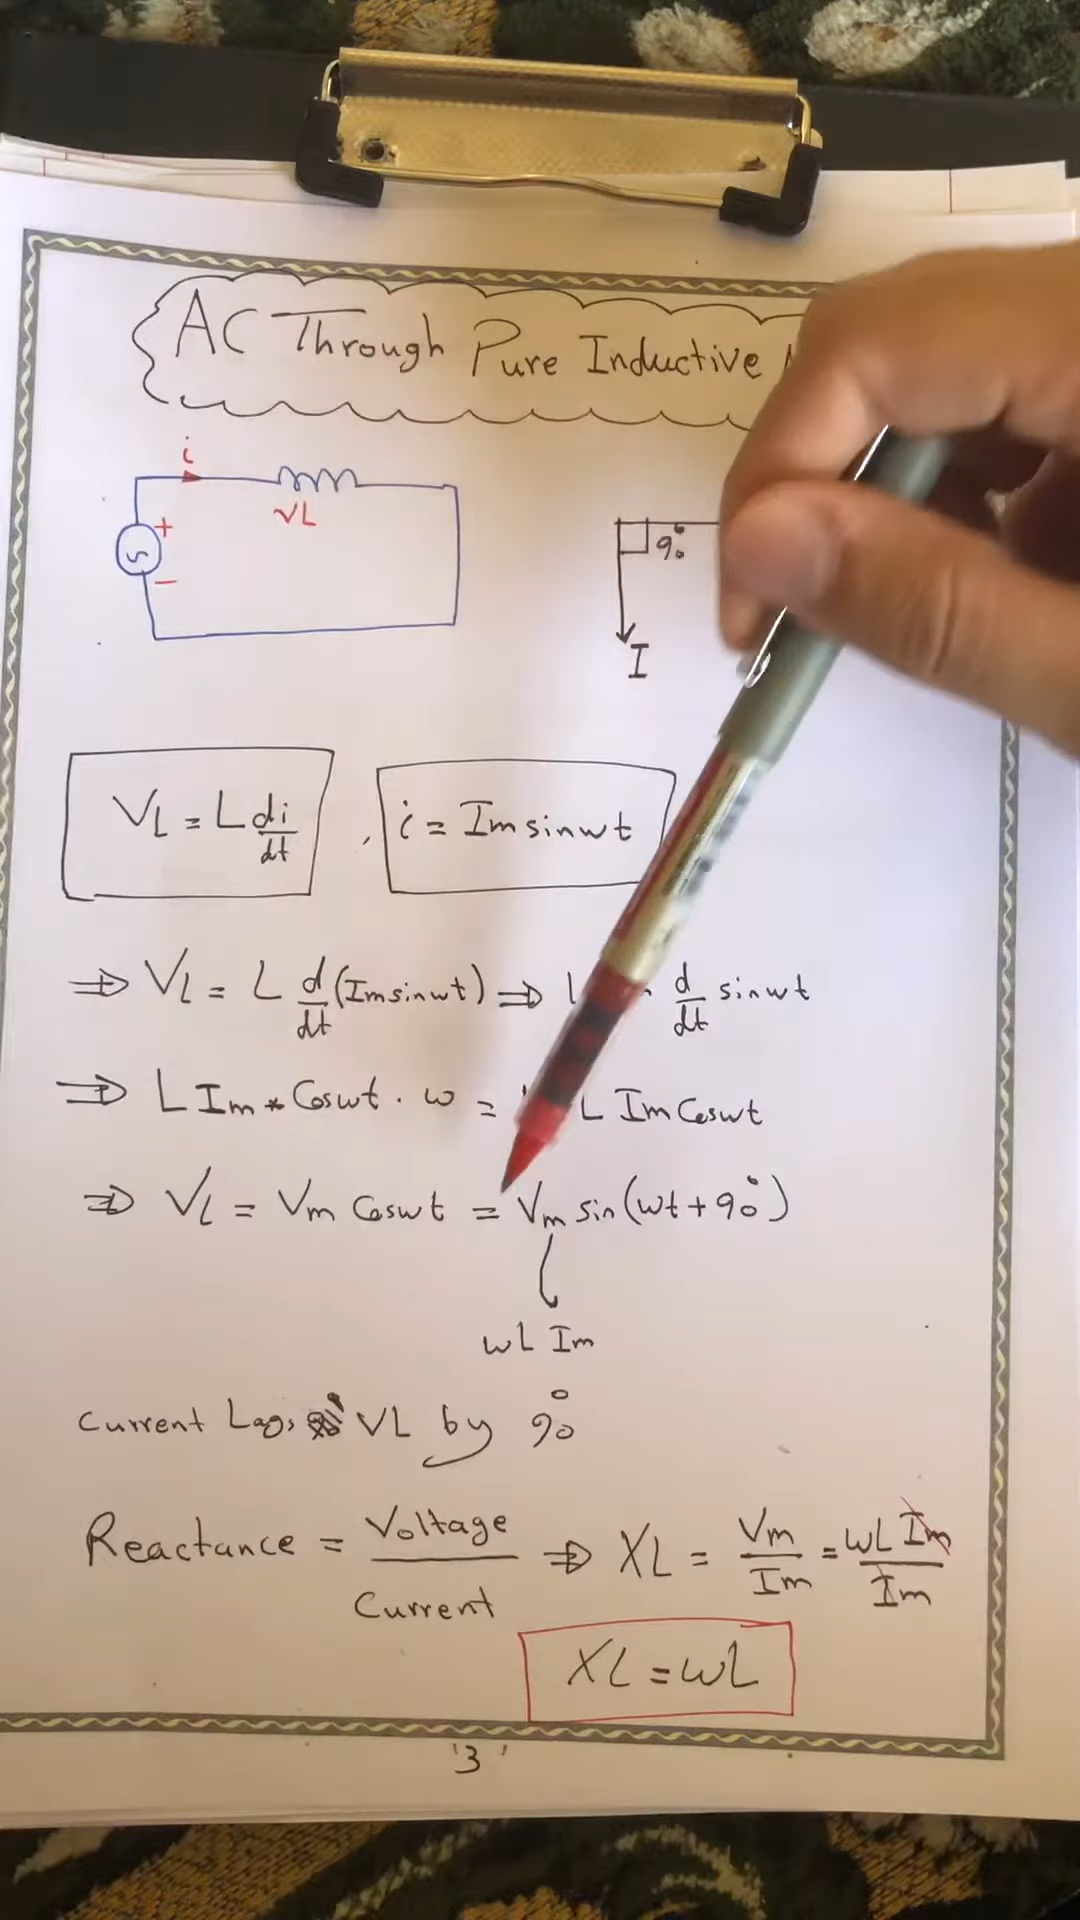 AC Through Pure Inductive
i
+
VL
−
90°
I
VL = L di/dt , i = Im sinwt
⇒ VL = L d/dt (Im sinwt) ⇒ d/dt sinwt
⇒ L Im * Coswt . w = L Im Coswt
⇒ VL = Vm Coswt = Vm sin(wt + 90°)
wL Im
Current Lags VL by 90°
Reactance = Voltage / Current ⇒ XL = Vm / Im = wL Im / Im
XL = wL
'3'